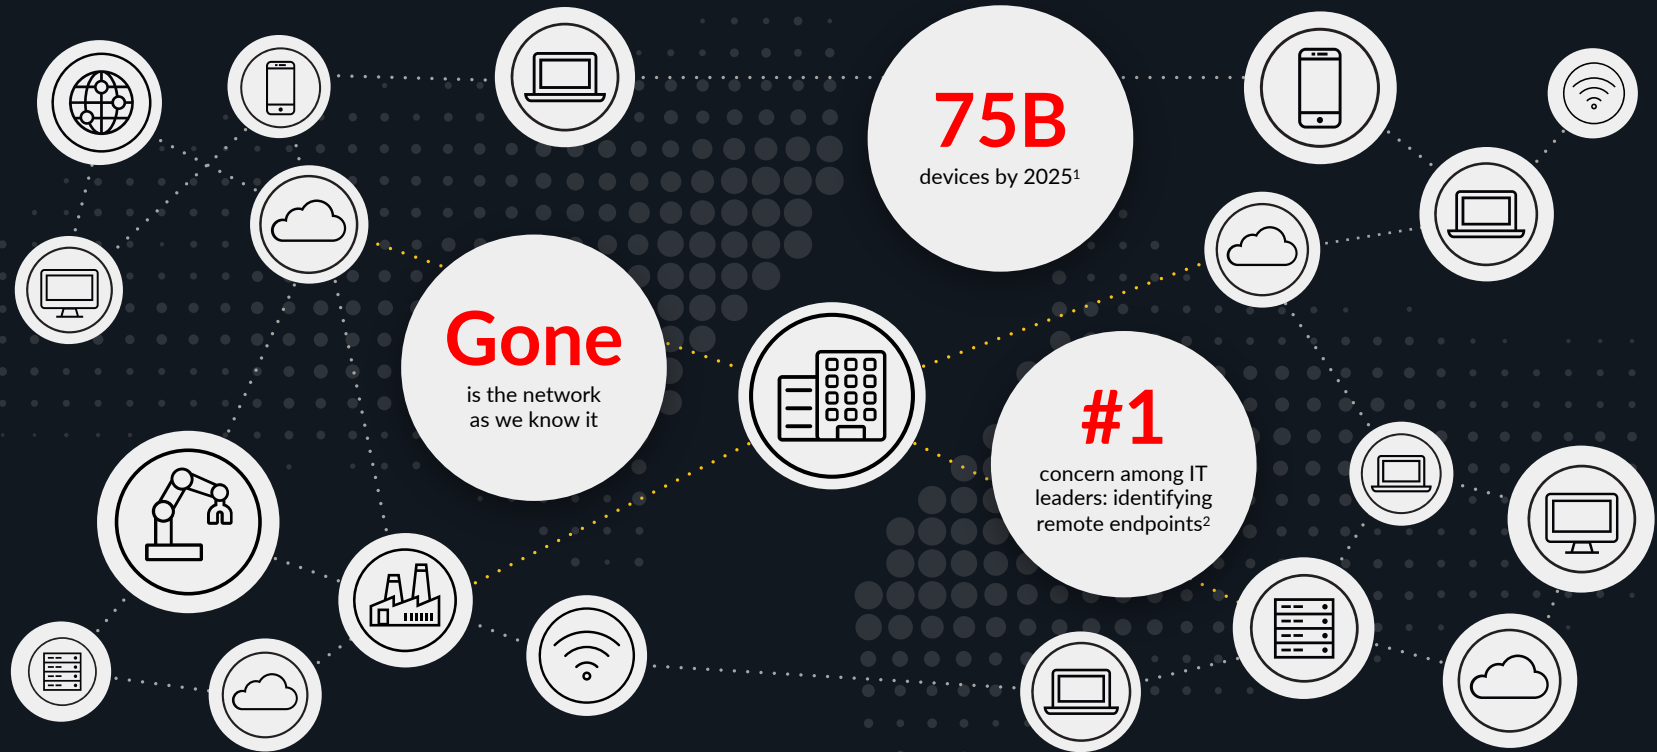 75B
devices by 2025¹
Gone
is the network
as we know it
#1
concern among IT
leaders: identifying
remote endpoints²